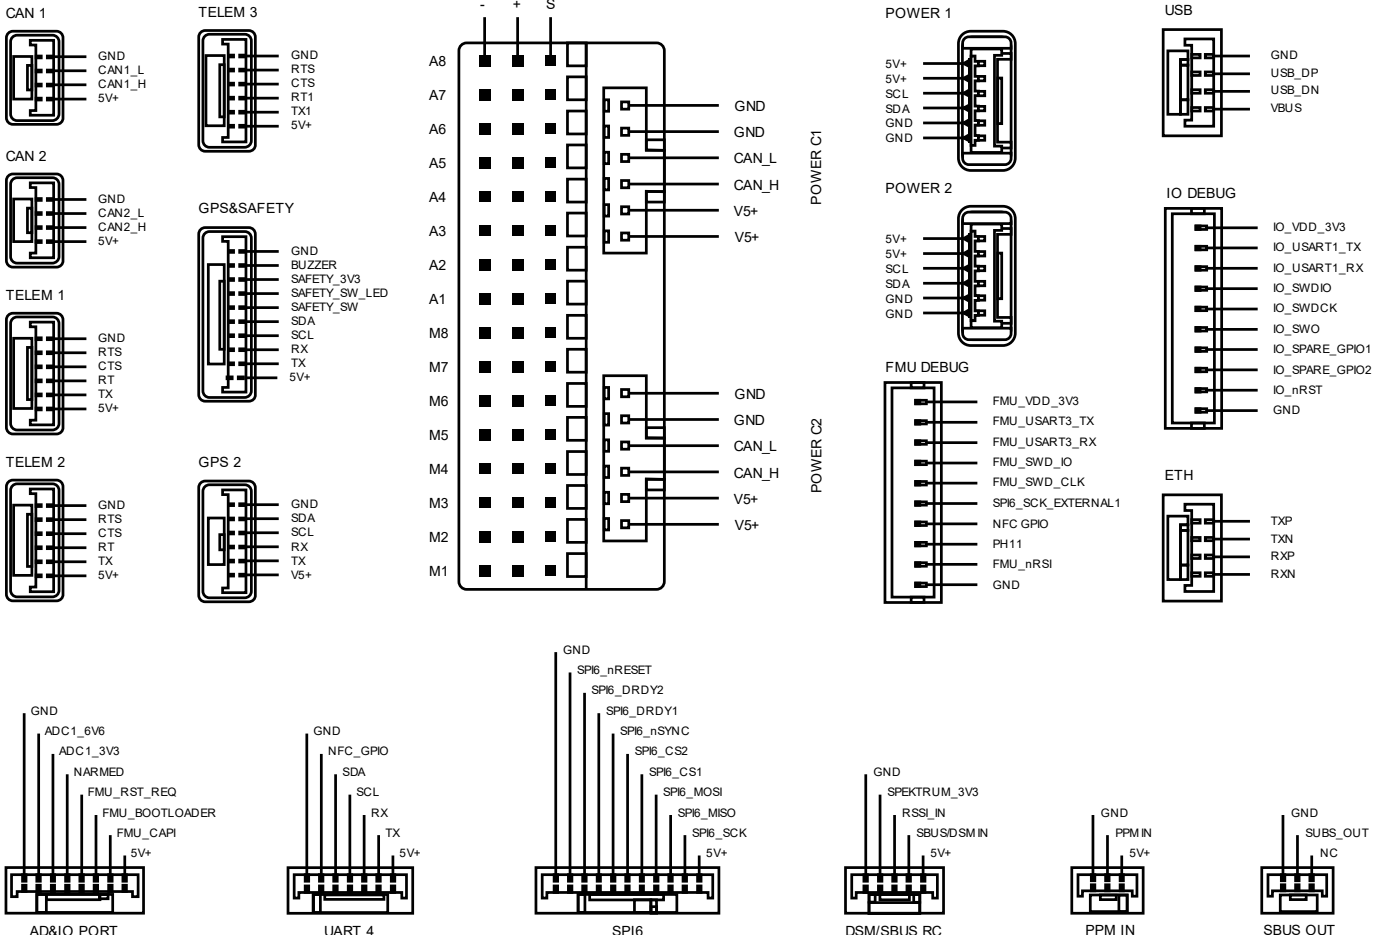 CAN 1
GND
CAN1_L
CAN1_H
5V+
CAN 2
GND
CAN2_L
CAN2_H
5V+
TELEM 1
GND
RTS
CTS
RT
TX
5V+
TELEM 2
GND
RTS
CTS
RT
TX
5V+
TELEM 3
GND
RTS
CTS
RT1
TX1
5V+
GPS&SAFETY
GND
BUZZER
SAFETY_3V3
SAFETY_SW_LED
SAFETY_SW
SDA
SCL
RX
TX
5V+
GPS 2
GND
SDA
SCL
RX
TX
V5+
- + S
A8
A7
A6
A5
A4
A3
A2
A1
M8
M7
M6
M5
M4
M3
M2
M1
GND
GND
CAN_L
CAN_H
V5+
V5+
POWER C1
GND
GND
CAN_L
CAN_H
V5+
V5+
POWER C2
POWER 1
5V+
5V+
SCL
SDA
GND
GND
POWER 2
5V+
5V+
SCL
SDA
GND
GND
FMU DEBUG
FMU_VDD_3V3
FMU_USART3_TX
FMU_USART3_RX
FMU_SWD_IO
FMU_SWD_CLK
SPI6_SCK_EXTERNAL1
NFC GPIO
PH11
FMU_nRSI
GND
USB
GND
USB_DP
USB_DN
VBUS
IO DEBUG
IO_VDD_3V3
IO_USART1_TX
IO_USART1_RX
IO_SWDIO
IO_SWDCK
IO_SWO
IO_SPARE_GPIO1
IO_SPARE_GPIO2
IO_nRST
GND
ETH
TXP
TXN
RXP
RXN
GND
ADC1_6V6
ADC1_3V3
NARMED
FMU_RST_REQ
FMU_BOOTLOADER
FMU_CAPI
5V+
AD&IO PORT
GND
NFC_GPIO
SDA
SCL
RX
TX
5V+
UART 4
GND
SPI6_nRESET
SPI6_DRDY2
SPI6_DRDY1
SPI6_nSYNC
SPI6_CS2
SPI6_CS1
SPI6_MOSI
SPI6_MISO
SPI6_SCK
5V+
SPI6
GND
SPEKTRUM_3V3
RSSI_IN
SBUS/DSM IN
5V+
DSM/SBUS RC
GND
PPM IN
5V+
PPM IN
GND
SUBS_OUT
NC
SBUS OUT